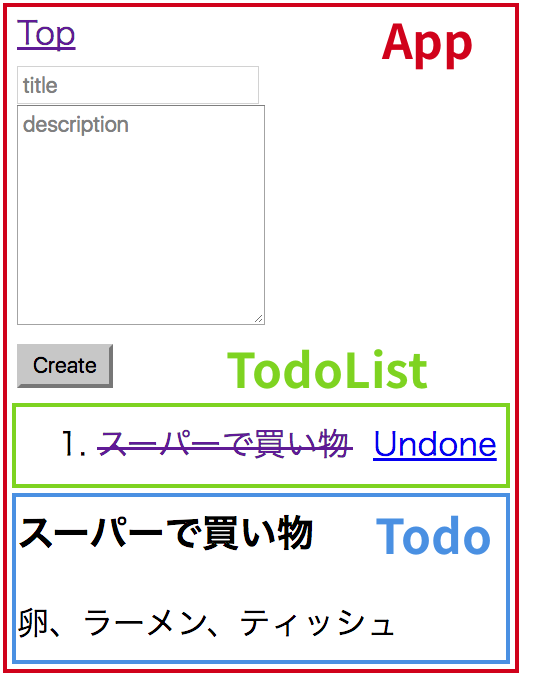 Top
App
title
description
Create
TodoList
1. スーパーで買い物 Undone
スーパーで買い物
Todo
卵、ラーメン、ティッシュ